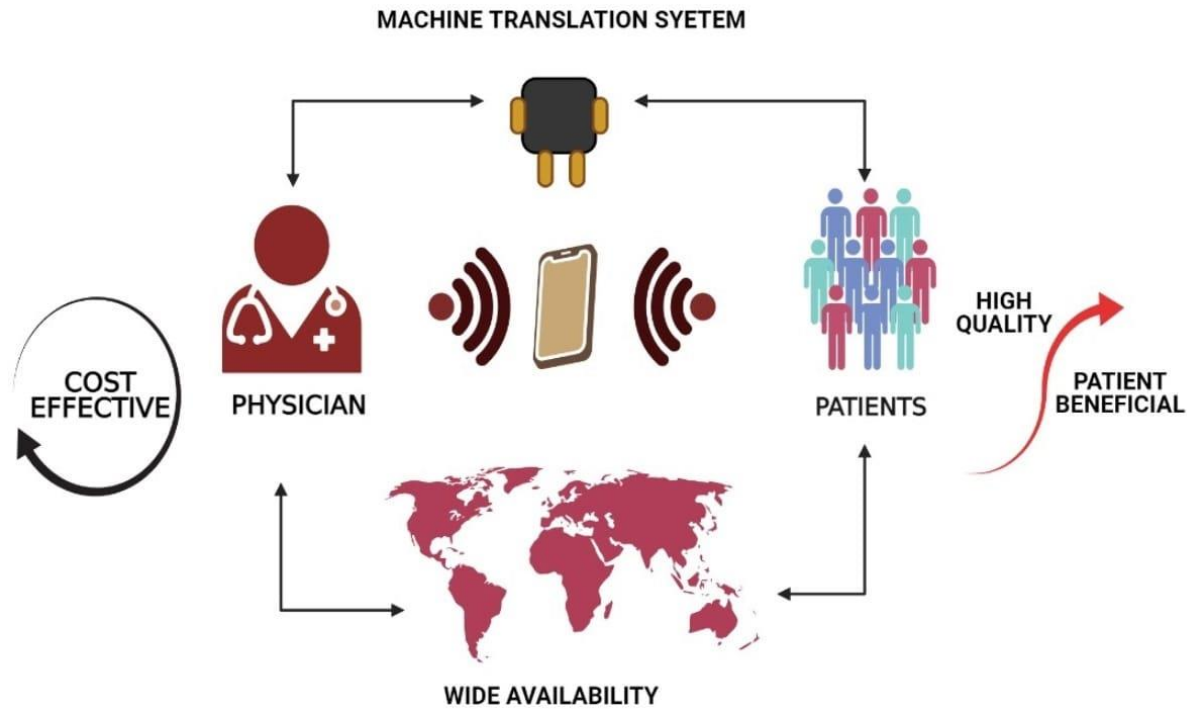 MACHINE TRANSLATION SYETEM
COST
EFFECTIVE
PHYSICIAN
PATIENTS
HIGH
QUALITY
PATIENT
BENEFICIAL
WIDE AVAILABILITY